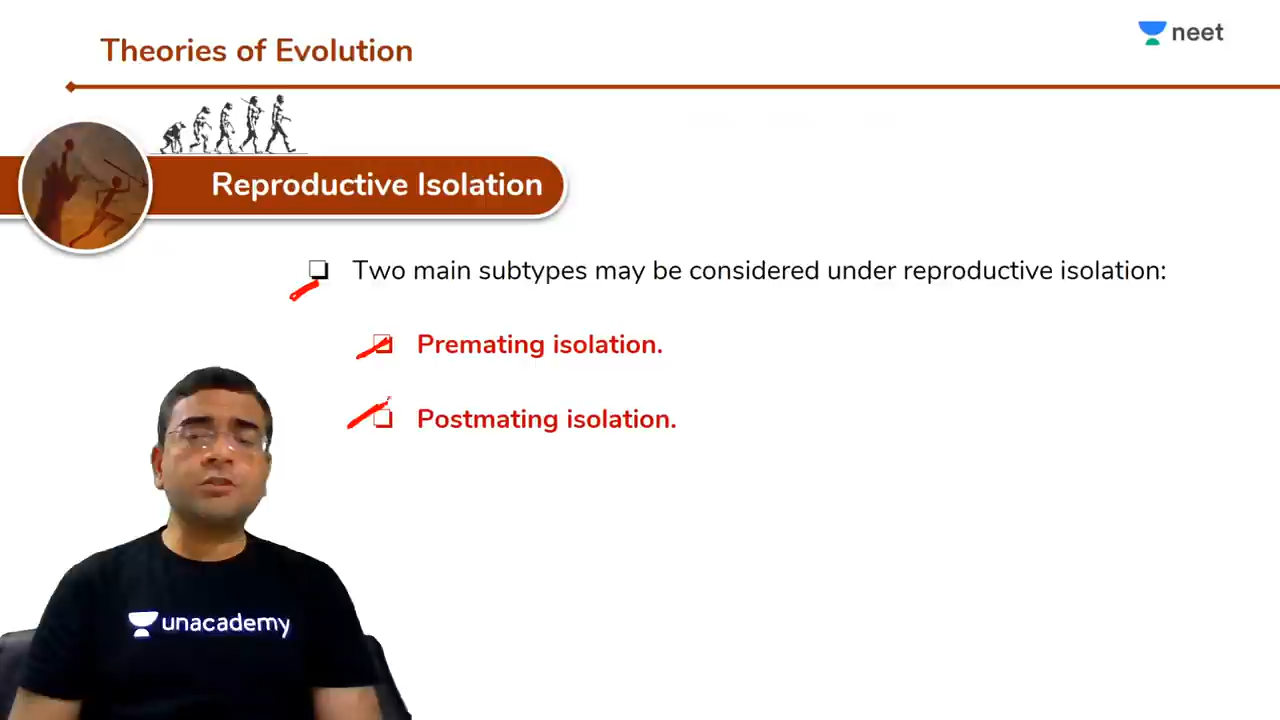 Theories of Evolution
neet
Reproductive Isolation
Two main subtypes may be considered under reproductive isolation:
Premating isolation.
Postmating isolation.
unacademy